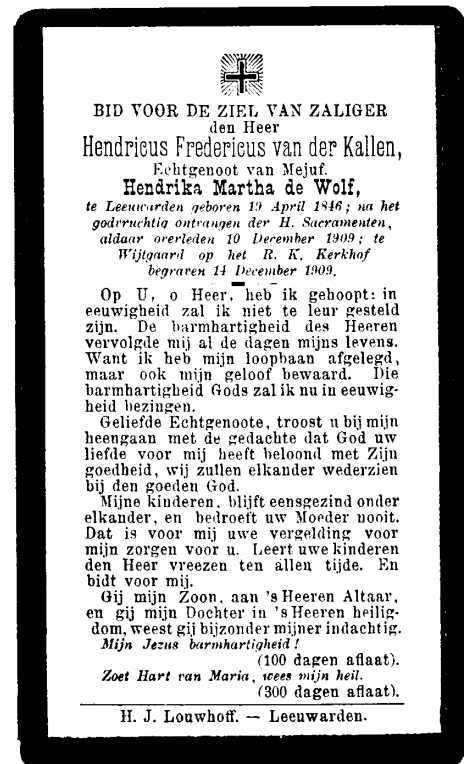 BID VOOR DE ZIEL VAN ZALIGER
den Heer
Hendricus Fredericus van der Kallen,
Echtgenoot van Mejuf.
Hendrika Martha de Wolf,
te Leeuwarden geboren 19 April 1846; na het
godvruchtig ontvangen der H. Sacramenten,
aldaar overleden 10 December 1909; te
Wijtgaard op het R. K. Kerkhof
begraven 14 December 1909.
Op U, o Heer, heb ik gehoopt: in
eeuwigheid zal ik niet te leur gesteld
zijn. De barmhartigheid des Heeren
vervolgde mij al de dagen mijns levens.
Want ik heb mijn loopbaan afgelegd,
maar ook mijn geloof bewaard. Die
barmhartigheid Gods zal ik nu in eeuwig-
heid bezingen.
Geliefde Echtgenoote, troost u bij mijn
heengaan met de gedachte dat God uw
liefde voor mij heeft beloond met Zijn
goedheid, wij zullen elkander wederzien
bij den goeden God.
Mijne kinderen, blijft eensgezind onder
elkander, en bedroeft uw Moeder nooit.
Dat is voor mij uwe vergelding voor
mijn zorgen voor u. Leert uwe kinderen
den Heer vreezen ten allen tijde. En
bidt voor mij.
Gij mijn Zoon, aan 's Heeren Altaar,
en gij mijn Dochter in 's Heeren heilig-
dom, weest gij bijzonder mijner indachtig.
Mijn Jezus barmhartigheid!
(100 dagen aflaat).
Zoet Hart van Maria, wees mijn heil.
(300 dagen aflaat).
H. J. Louwhoff. — Leeuwarden.